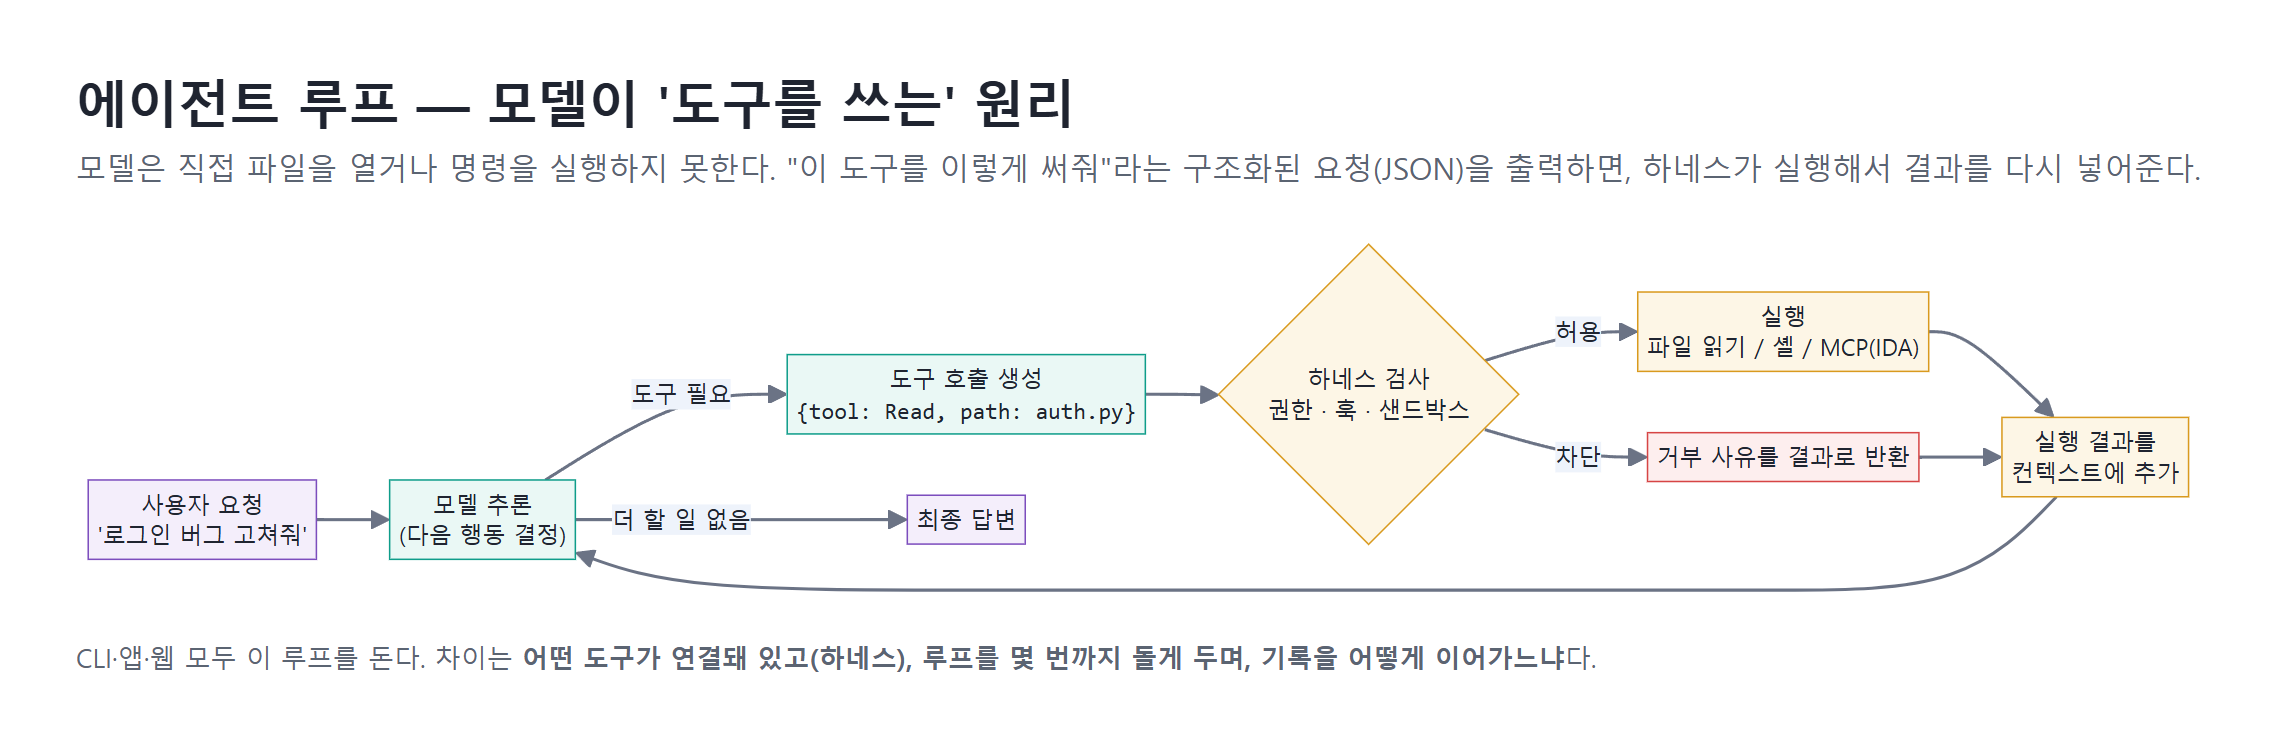 에이전트 루프 — 모델이 '도구를 쓰는' 원리
모델은 직접 파일을 열거나 명령을 실행하지 못한다. "이 도구를 이렇게 써줘"라는 구조화된 요청(JSON)을 출력하면, 하네스가 실행해서 결과를 다시 넣어준다.
사용자 요청
'로그인 버그 고쳐줘'
모델 추론
(다음 행동 결정)
도구 필요
도구 호출 생성
{tool: Read, path: auth.py}
더 할 일 없음
최종 답변
하네스 검사
권한 · 훅 · 샌드박스
허용
실행
파일 읽기 / 셸 / MCP(IDA)
차단
거부 사유를 결과로 반환
실행 결과를
컨텍스트에 추가
CLI·앱·웹 모두 이 루프를 돈다. 차이는 어떤 도구가 연결돼 있고(하네스), 루프를 몇 번까지 돌게 두며, 기록을 어떻게 이어가느냐다.